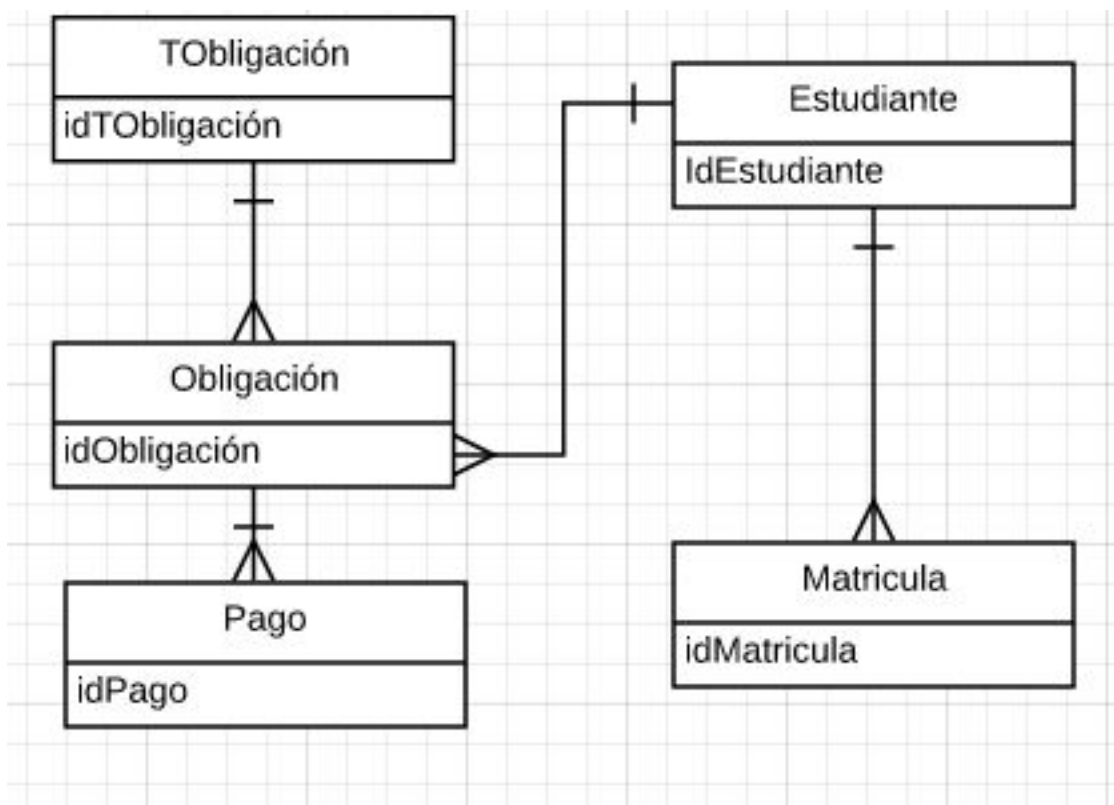 TObligación
idTObligación
Estudiante
IdEstudiante
Obligación
idObligación
Pago
idPago
Matricula
idMatricula